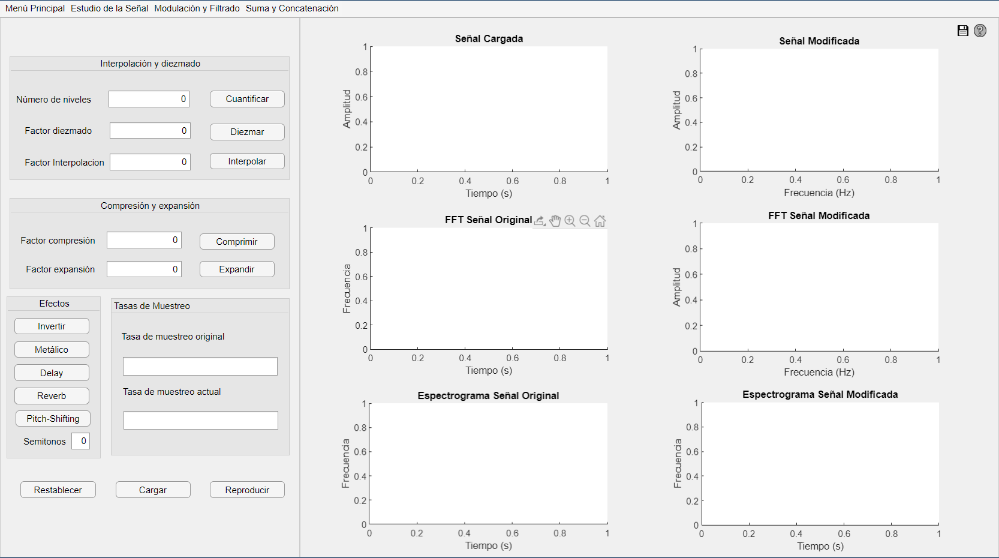 Menú Principal Estudio de la Señal Modulación y Filtrado Suma y Concatenación
Interpolación y diezmado
Número de niveles 0 Cuantificar
Factor diezmado 0 Diezmar
Factor Interpolacion 0 Interpolar
Compresión y expansión
Factor compresión 0 Comprimir
Factor expansión 0 Expandir
Efectos
Invertir
Metálico
Delay
Reverb
Pitch-Shifting
Semitonos 0
Tasas de Muestreo
Tasa de muestreo original
Tasa de muestreo actual
Restablecer Cargar Reproducir
Señal Cargada
Amplitud
1
0.8
0.6
0.4
0.2
0
0 0.2 0.4 0.6 0.8 1
Tiempo (s)
Señal Modificada
Amplitud
1
0.8
0.6
0.4
0.2
0
0 0.2 0.4 0.6 0.8 1
Frecuencia (Hz)
FFT Señal Original
Frecuencia
1
0.8
0.6
0.4
0.2
0
0 0.2 0.4 0.6 0.8 1
Tiempo (s)
FFT Señal Modificada
Amplitud
1
0.8
0.6
0.4
0.2
0
0 0.2 0.4 0.6 0.8 1
Frecuencia (Hz)
Espectrograma Señal Original
Frecuencia
1
0.8
0.6
0.4
0.2
0
0 0.2 0.4 0.6 0.8 1
Tiempo (s)
Espectrograma Señal Modificada
Frecuencia
1
0.8
0.6
0.4
0.2
0
0 0.2 0.4 0.6 0.8 1
Tiempo (s)